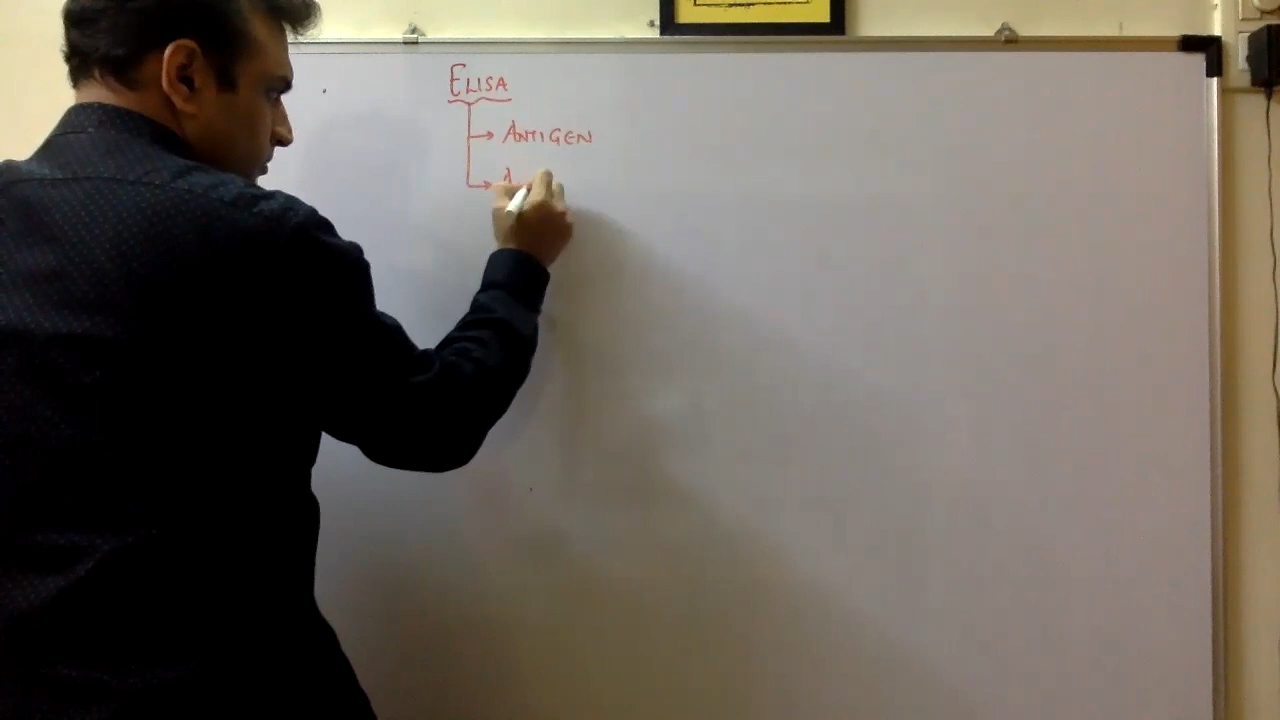 ELISA
→ ANTIGEN
→ A